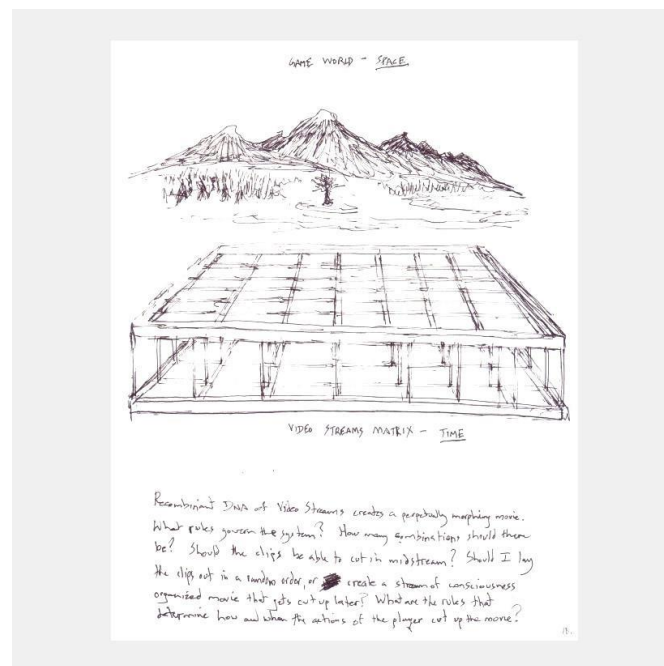 GAME WORLD - SPACE
VIDEO STREAMS MATRIX - TIME
Recombinant DNA of Video Streams creates a perpetually morphing movie.
What rules govern the system? How many combinations should there
be? Should the clips be able to cut in midstream? Should I lay
the clips out in a random order, or create a stream of consciousness
organized movie that gets cut up later? What are the rules that
determine how and when the actions of the player cut up the movie?